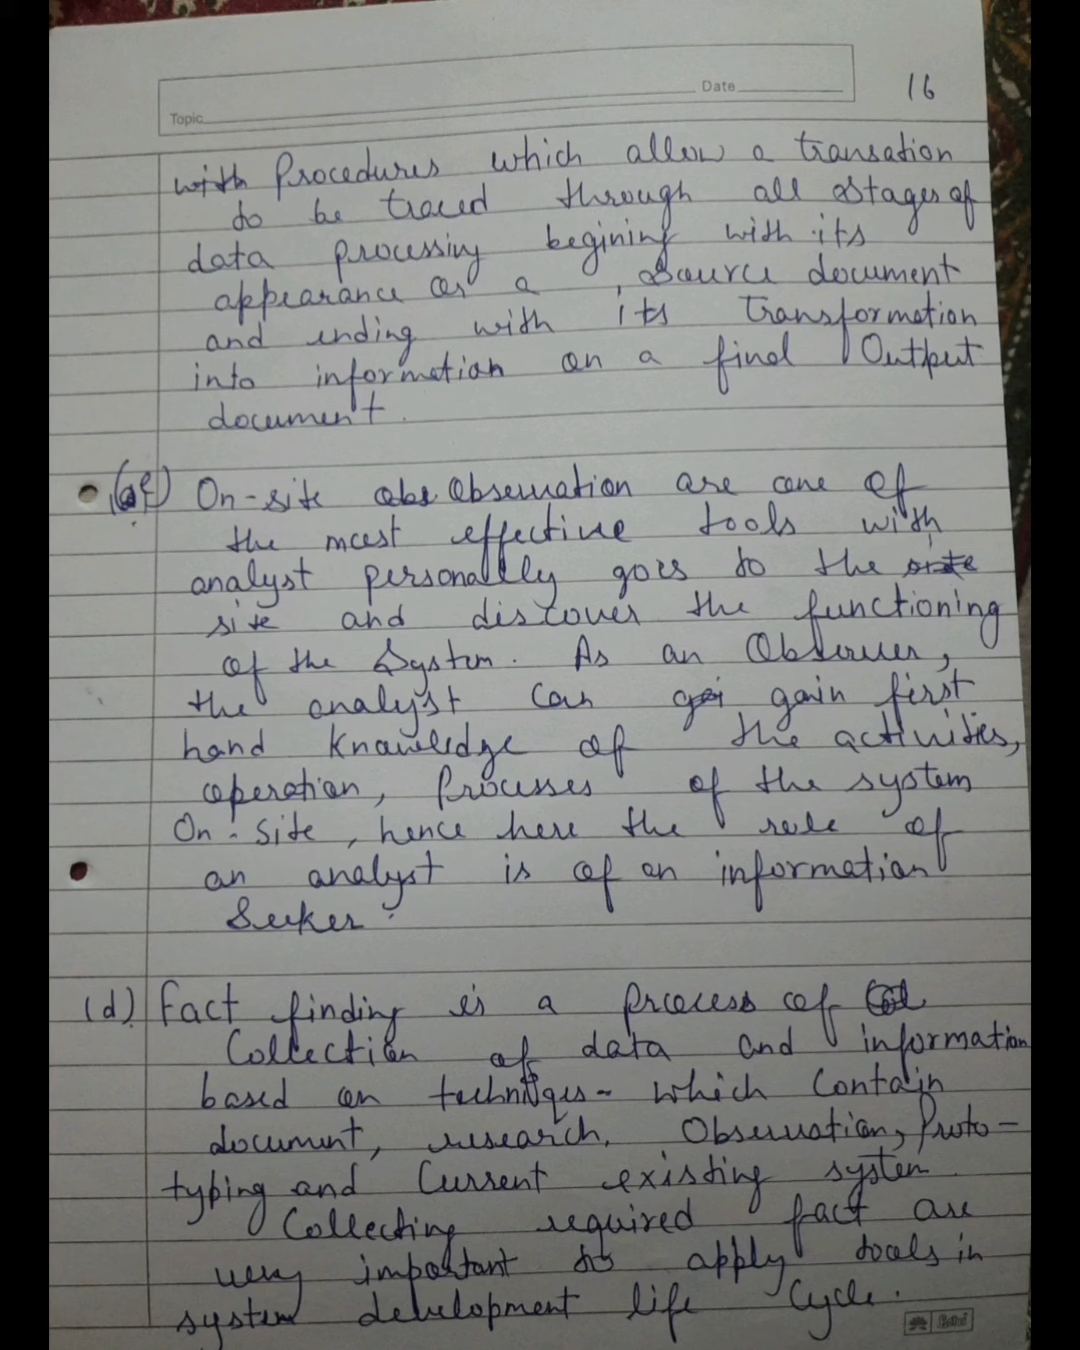 Topic
Date
16
with Procedures which allow a transation
to be traced through all stages of
data processing begining with its
appearance as a , source document
and ending with its transformation
into information on a final Output
document.
On-site obs Observation are one of
the most effective tools with
analyst personally goes to the siste
site and discover the functioning
of the System. As an Observer,
the analyst can gai gain first
hand knowledge of the activities,
operation, Processes of the system
On-site, hence here the role of
an analyst is of an information
Seeker.
(d) Fact finding is a process of Col
Collection of data and information
based on techniques - which Contain
document, research, Observation, Proto-
typing and Current existing system.
Collecting required fact are
very important to apply tools in
system development life Cycle.